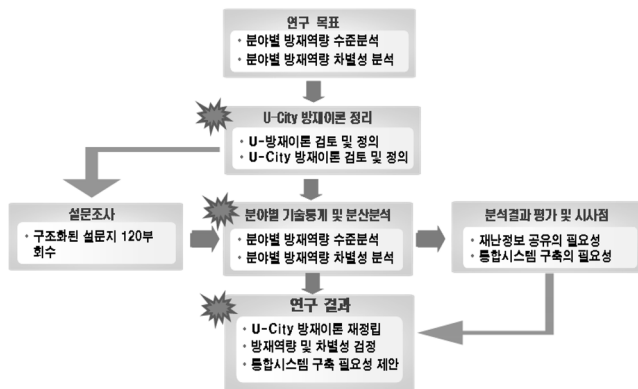 연구 목표
• 분야별 방재역량 수준분석
• 분야별 방재역량 차별성 분석
U-City 방재이론 정리
• U-방재이론 검토 및 정의
• U-City 방재이론 검토 및 정의
설문조사
• 구조화된 설문지 120부
회수
분야별 기술통계 및 분산분석
• 분야별 방재역량 수준분석
• 분야별 방재역량 차별성 분석
분석결과 평가 및 시사점
• 재난정보 공유의 필요성
• 통합시스템 구축의 필요성
연구 결과
• U-City 방재이론 재정립
• 방재역량 및 차별성 검정
• 통합시스템 구축 필요성 제안